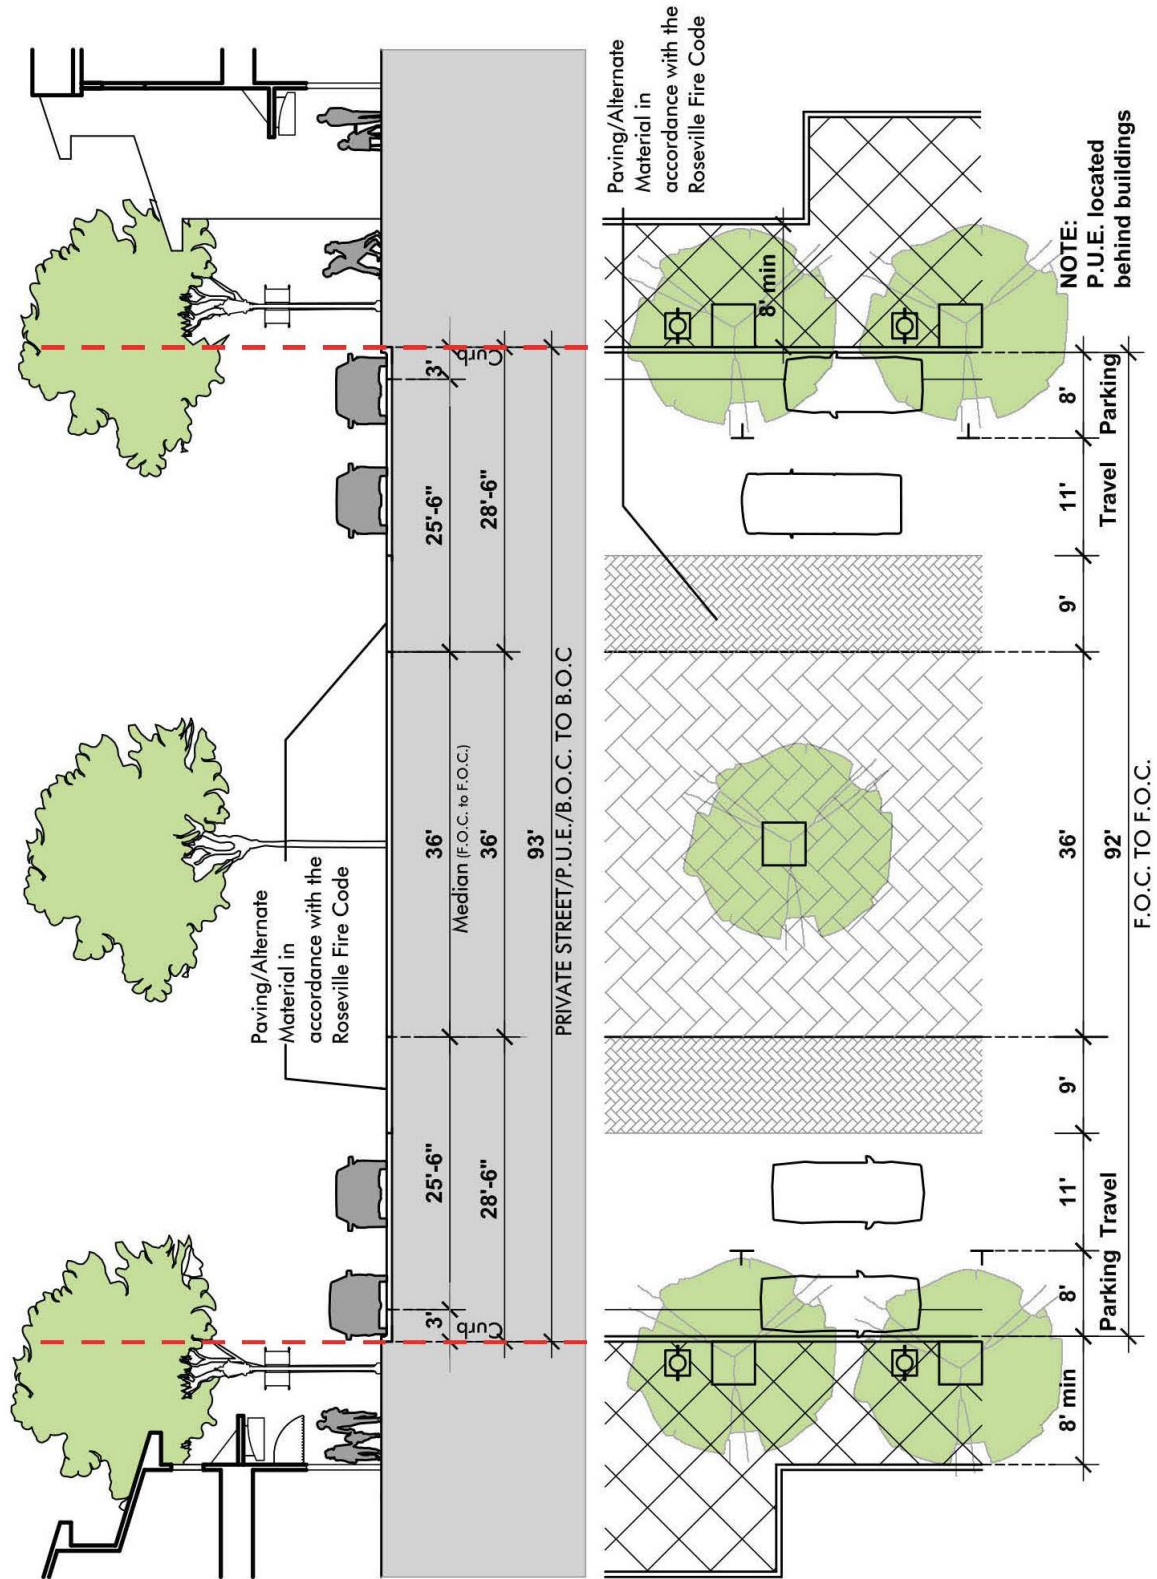 Paving/Alternate
Material in
accordance with the
Roseville Fire Code
3'
Curb
25'-6"
28'-6"
36'
Median (F.O.C. to F.O.C.)
36'
93'
PRIVATE STREET/P.U.E./B.O.C. TO B.O.C
25'-6"
28'-6"
3'
Curb
Paving/Alternate
Material in
accordance with the
Roseville Fire Code
8' min
NOTE:
P.U.E. located
behind buildings
8'
Parking
11'
Travel
9'
36'
92'
F.O.C. TO F.O.C.
9'
11'
Travel
8'
Parking
8' min